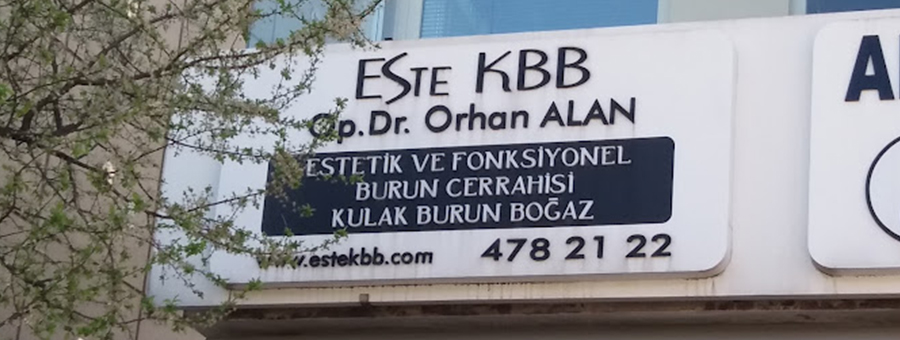 ESTE KBB
Op.Dr. Orhan ALAN
ESTETİK VE FONKSİYONEL
BURUN CERRAHİSİ
KULAK BURUN BOĞAZ
www.estekbb.com 478 21 22